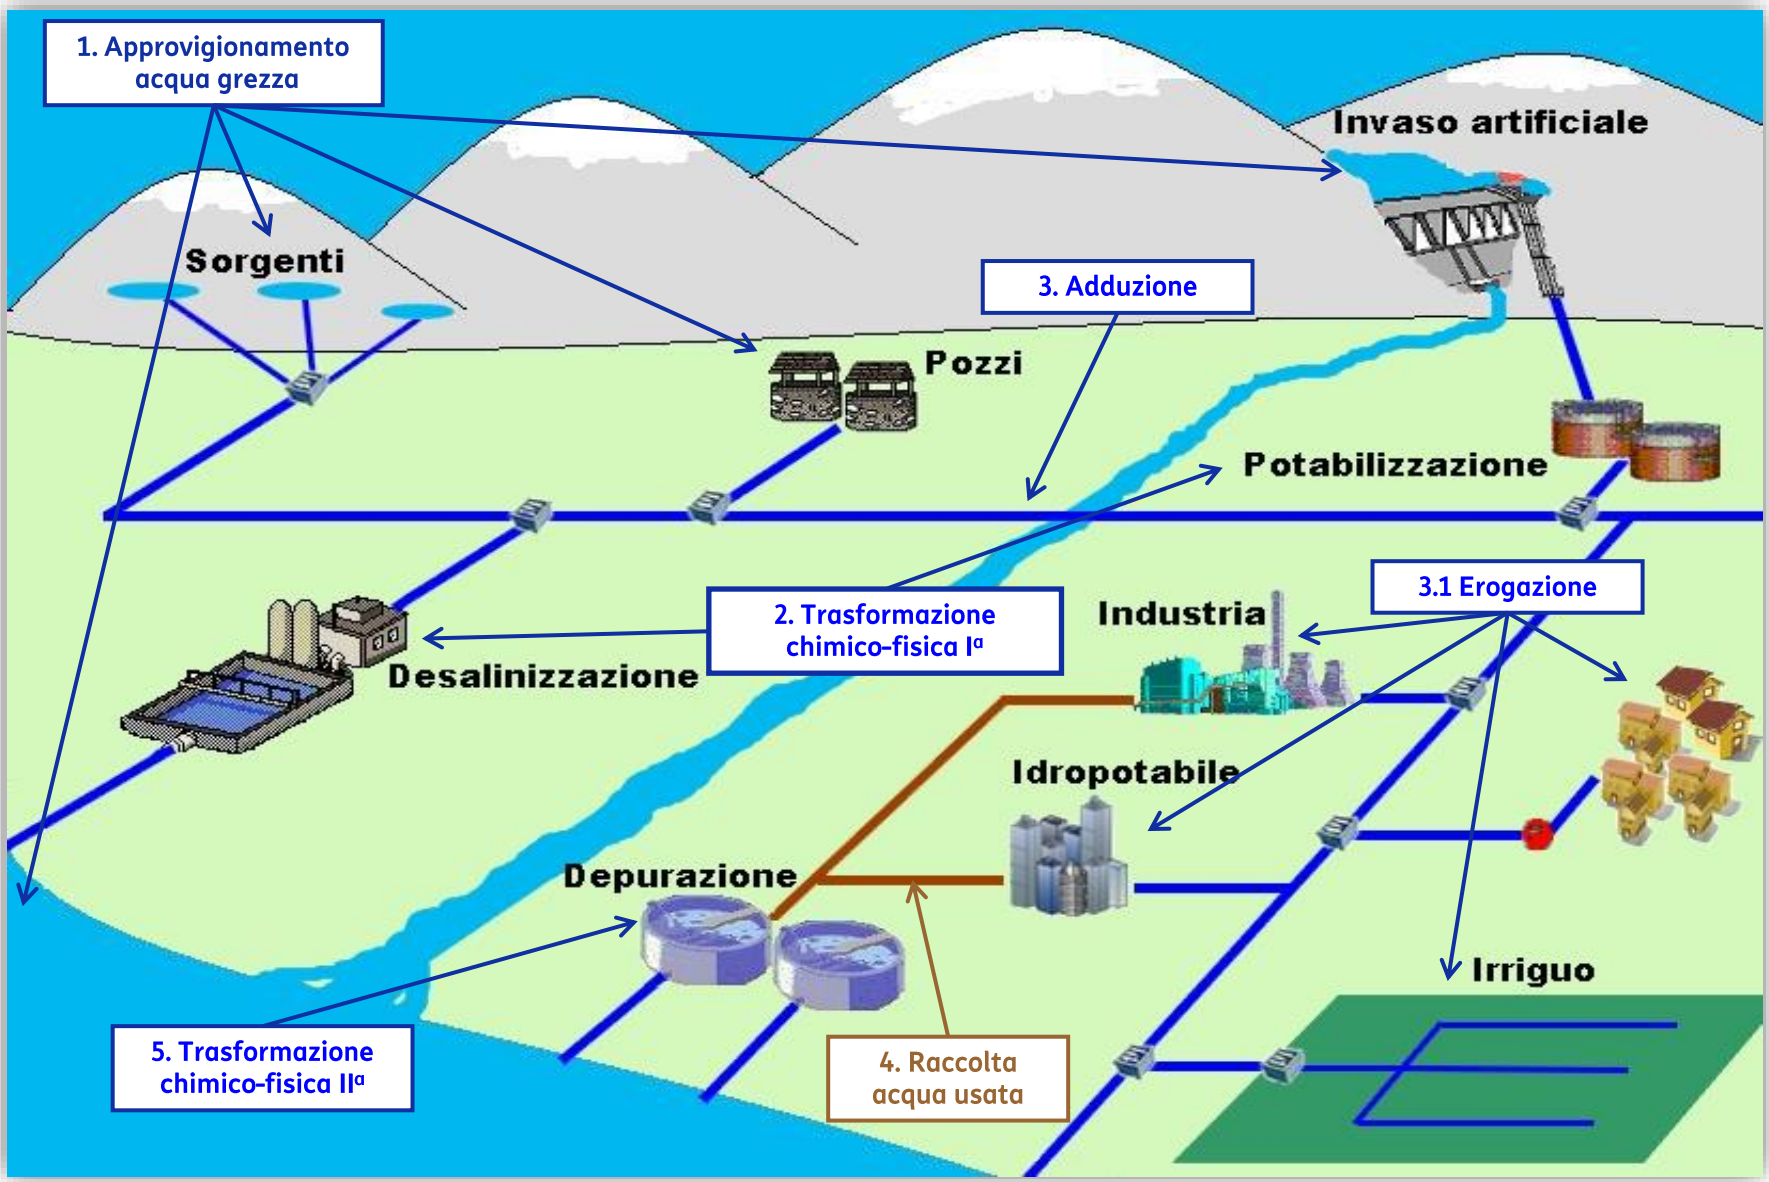 1. Approvigionamento
acqua grezza
Invaso artificiale
Sorgenti
3. Adduzione
Pozzi
Potabilizzazione
3.1 Erogazione
2. Trasformazione
chimico-fisica Iª
Industria
Desalinizzazione
Idropotabile
Depurazione
Irriguo
5. Trasformazione
chimico-fisica IIª
4. Raccolta
acqua usata